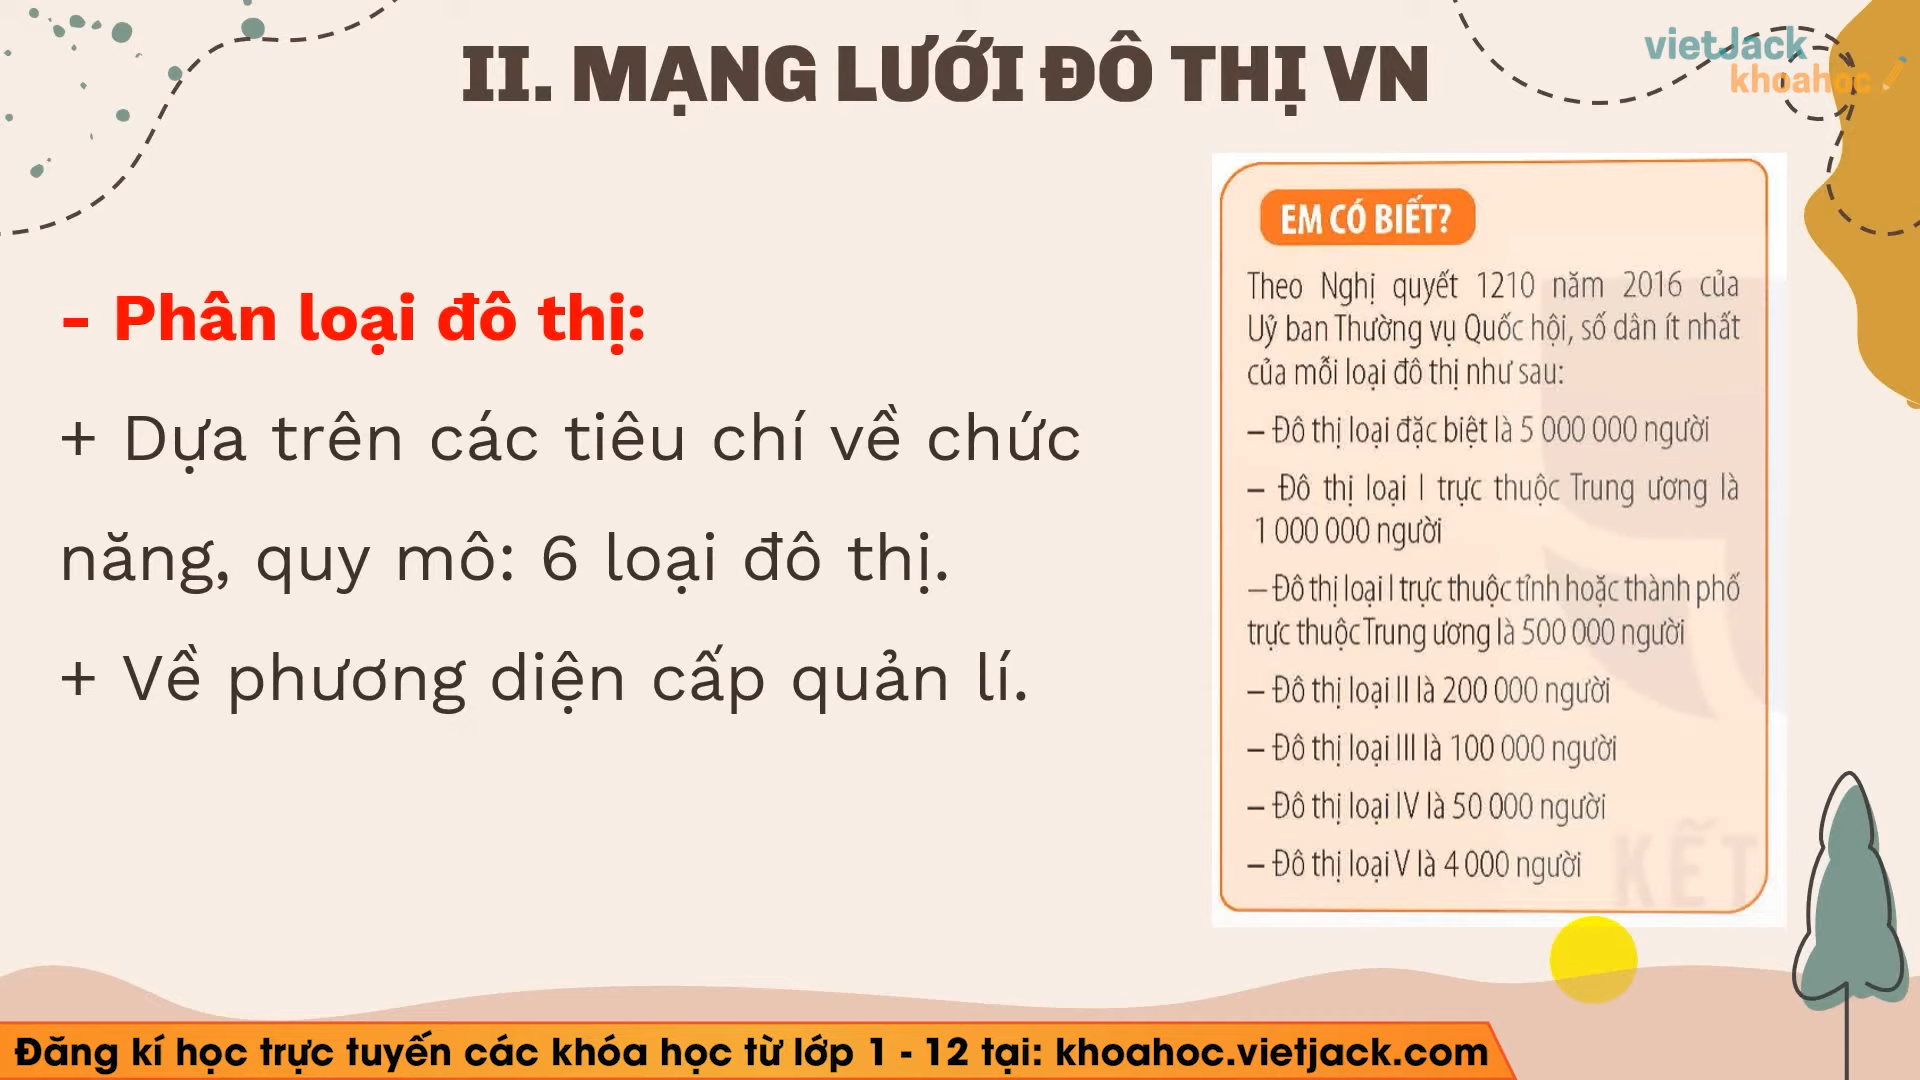 II. MẠNG LƯỚI ĐÔ THỊ VN
vietJack
khoahoc
- Phân loại đô thị:
+ Dựa trên các tiêu chí về chức
năng, quy mô: 6 loại đô thị.
+ Về phương diện cấp quản lí.
EM CÓ BIẾT?
Theo Nghị quyết 1210 năm 2016 của
Uỷ ban Thường vụ Quốc hội, số dân ít nhất
của mỗi loại đô thị như sau:
– Đô thị loại đặc biệt là 5 000 000 người
– Đô thị loại I trực thuộc Trung ương là
1 000 000 người
– Đô thị loại I trực thuộc tỉnh hoặc thành phố
trực thuộc Trung ương là 500 000 người
– Đô thị loại II là 200 000 người
– Đô thị loại III là 100 000 người
– Đô thị loại IV là 50 000 người
– Đô thị loại V là 4 000 người
KẾT
Đăng kí học trực tuyến các khóa học từ lớp 1 - 12 tại: khoahoc.vietjack.com